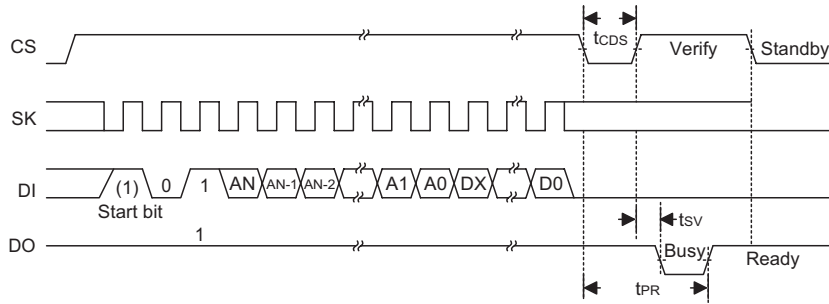 CS
tCDS
Verify
Standby
SK
DI
(1)
0
1
AN
AN-1
AN-2
A1
A0
DX
D0
Start bit
tSV
DO
1
Busy
Ready
tPR